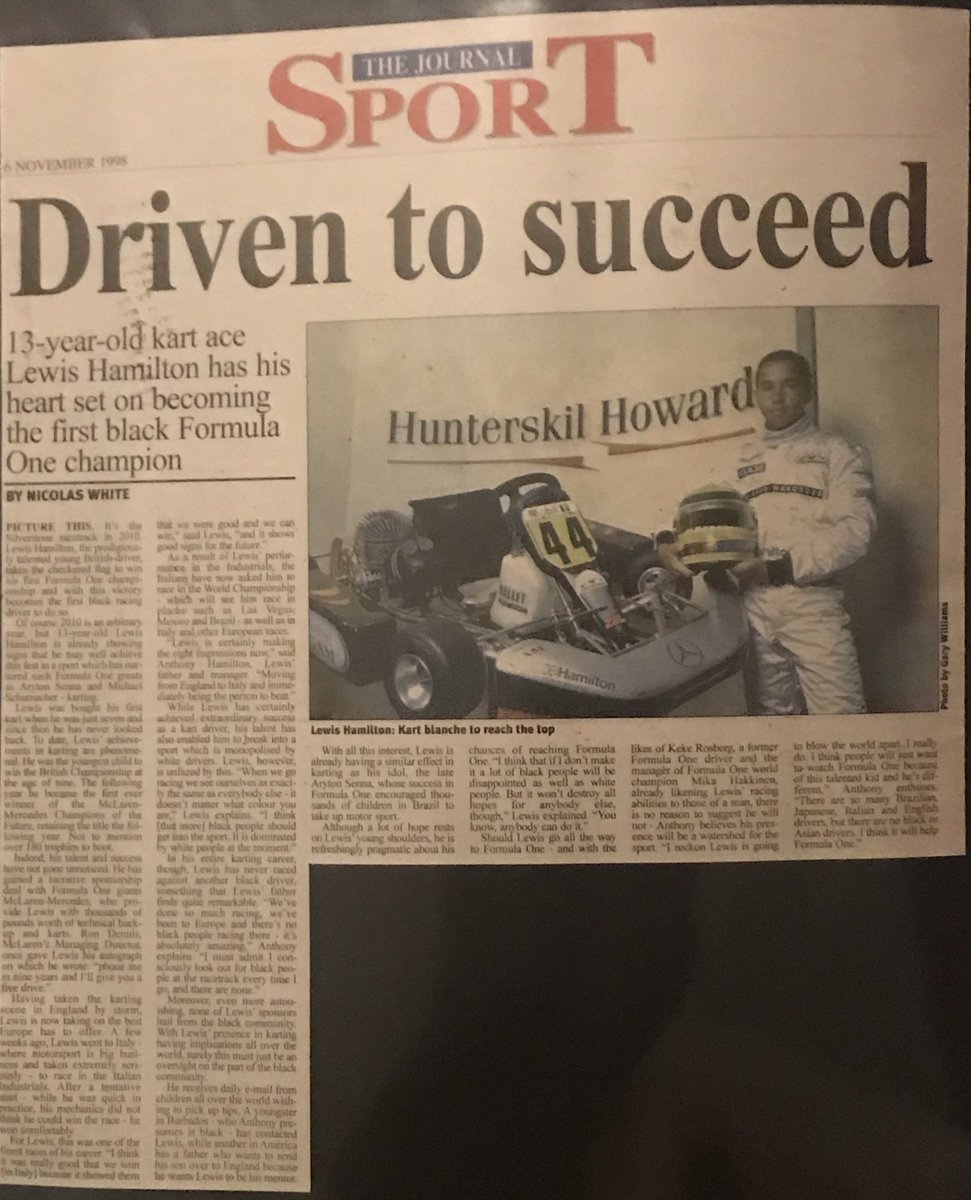 THE JOURNAL
SPORT
6 NOVEMBER 1998
Driven to succeed
13-year-old kart ace
Lewis Hamilton has his
heart set on becoming
the first black Formula
One champion
BY NICOLAS WHITE
PICTURE THIS. It's the
Silverstone racetrack in 2010.
Lewis Hamilton, the prodigious-
ly talented young British driver,
takes the checkered flag to win
his first Formula One champi-
onship and with this victory
becomes the first black racing
driver to do so.
Of course 2010 is an arbitrary
year, but 13-year-old Lewis
Hamilton is already showing
signs that he may well achieve
this feat in a sport which has nur-
tured such Formula One greats
as Aryton Senna and Michael
Schumacher - karting.
Lewis was bought his first
kart when he was just seven and
since then he has never looked
back. To date, Lewis' achieve-
ments in karting are phenome-
nal. He was the youngest child to
win the British Championship at
the age of nine. The following
year he became the first ever
winner of the McLaren-
Mercedes Champions of the
Future, retaining the title the fol-
lowing year. Not to mention
over 180 trophies to boot.
Indeed, his talent and success
have not gone unnoticed. He has
gained a lucrative sponsorship
deal with Formula One giants
McLaren-Mercedes, who pro-
vide Lewis with thousands of
pounds worth of technical back-
up and karts. Ron Dennis,
McLaren's Managing Director,
once gave Lewis his autograph
on which he wrote: "phone me
in nine years and I'll give you a
free drive."
Having taken the karting
scene in England by storm,
Lewis is now taking on the best
Europe has to offer. A few
weeks ago, Lewis went to Italy -
where motorsport is big busi-
ness and taken extremely seri-
ously - to race in the Italian
Industrials. After a tentative
start - while he was quick in
practice, his mechanics did not
think he could win the race - he
won comfortably.
For Lewis, this was one of the
finest races of his career. "I think
it was really good that we won
[in Italy] because it showed them
that we were good and we can
win," said Lewis, "and it shows
good signs for the future."
As a result of Lewis' perfor-
mance in the Industrials, the
Italians have now asked him to
race in the World Championship
- which will see him race in
places such as Las Vegas,
Mexico and Brazil - as well as in
Italy and other European races.
"Lewis is certainly making
the right impressions now," said
Anthony Hamilton, Lewis'
father and manager. "Moving
from England to Italy and imme-
diately being the person to beat."
While Lewis has certainly
achieved extraordinary success
as a kart driver, his talent has
also enabled him to break into a
sport which is monopolised by
white drivers. Lewis, however,
is unfazed by this. "When we go
racing we see ourselves as exact-
ly the same as everybody else - it
doesn't matter what colour you
are," Lewis explains. "I think
[that more] black people should
get into the sport. It is dominated
by white people at the moment."
In his entire karting career,
though, Lewis has never raced
against another black driver,
something that Lewis' father
finds quite remarkable. "We've
done so much racing, we've
been to Europe and there's no
black people racing there - it's
absolutely amazing," Anthony
explains. "I must admit I con-
sciously look out for black peo-
ple at the racetrack every time I
go, and there are none."
Moreover, even more aston-
ishing, none of Lewis' sponsors
hail from the black community.
With Lewis' presence in karting
having implications all over the
world, surely this must just be an
oversight on the part of the black
community.
He receives daily e-mail from
children all over the world wish-
ing to pick up tips. A youngster
in Barbados - who Anthony pre-
sumes is black - has contacted
Lewis, while another in America
has a father who wants to send
his son over to England because
he wants Lewis to be his mentor.
Hunterskil Howard
44
Hamilton
Photo by Gary Williams
Lewis Hamilton: Kart blanche to reach the top
With all this interest, Lewis is
already having a similar effect in
karting as his idol, the late
Aryton Senna, whose success in
Formula One encouraged thou-
sands of children in Brazil to
take up motor sport.
Although a lot of hope rests
on Lewis' young shoulders, he is
refreshingly pragmatic about his
chances of reaching Formula
One. "I think that if I don't make
it a lot of black people will be
disappointed as well as white
people. But it won't destroy all
hopes for anybody else,
though," Lewis explained. "You
know, anybody can do it."
Should Lewis go all the way
to Formula One - and with the
likes of Keke Rosberg, a former
Formula One driver and the
manager of Formula One world
champion Mika Hakkinen,
already likening Lewis' racing
abilities to those of a man, there
is no reason to suggest he will
not - Anthony believes his pres-
ence will be a watershed for the
sport. "I reckon Lewis is going
to blow the world apart. I really
do. I think people will just want
to watch Formula One because
of this talented kid and he's dif-
ferent," Anthony enthuses.
"There are so many Brazilian,
Japanese, Italian and English
drivers, but there are no black or
Asian drivers. I think it will help
Formula One."